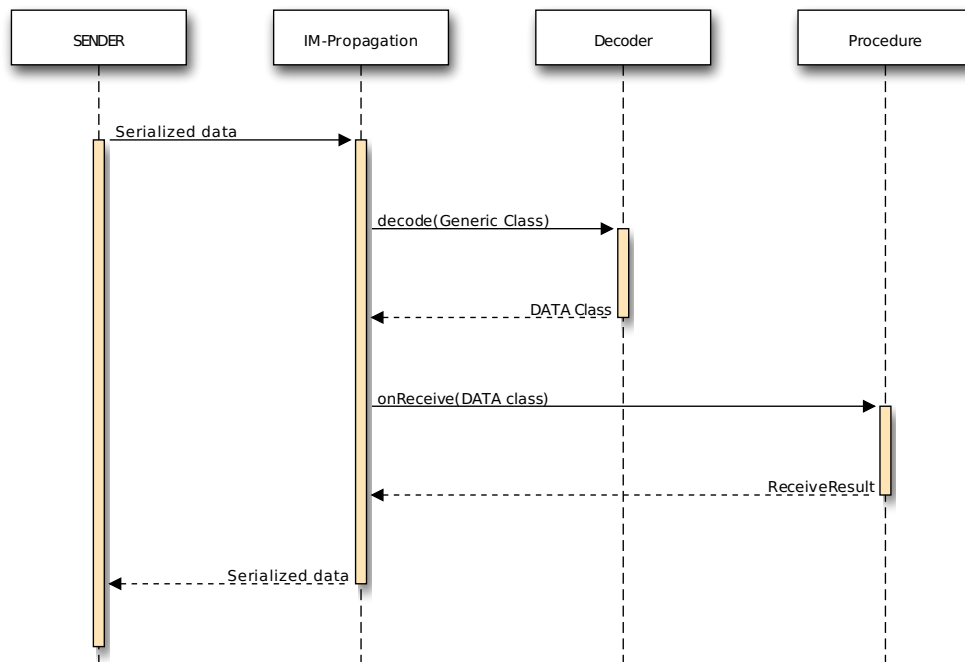 SENDER
IM-Propagation
Decoder
Procedure
Serialized data
decode(Generic Class)
DATA Class
onReceive(DATA class)
ReceiveResult
Serialized data